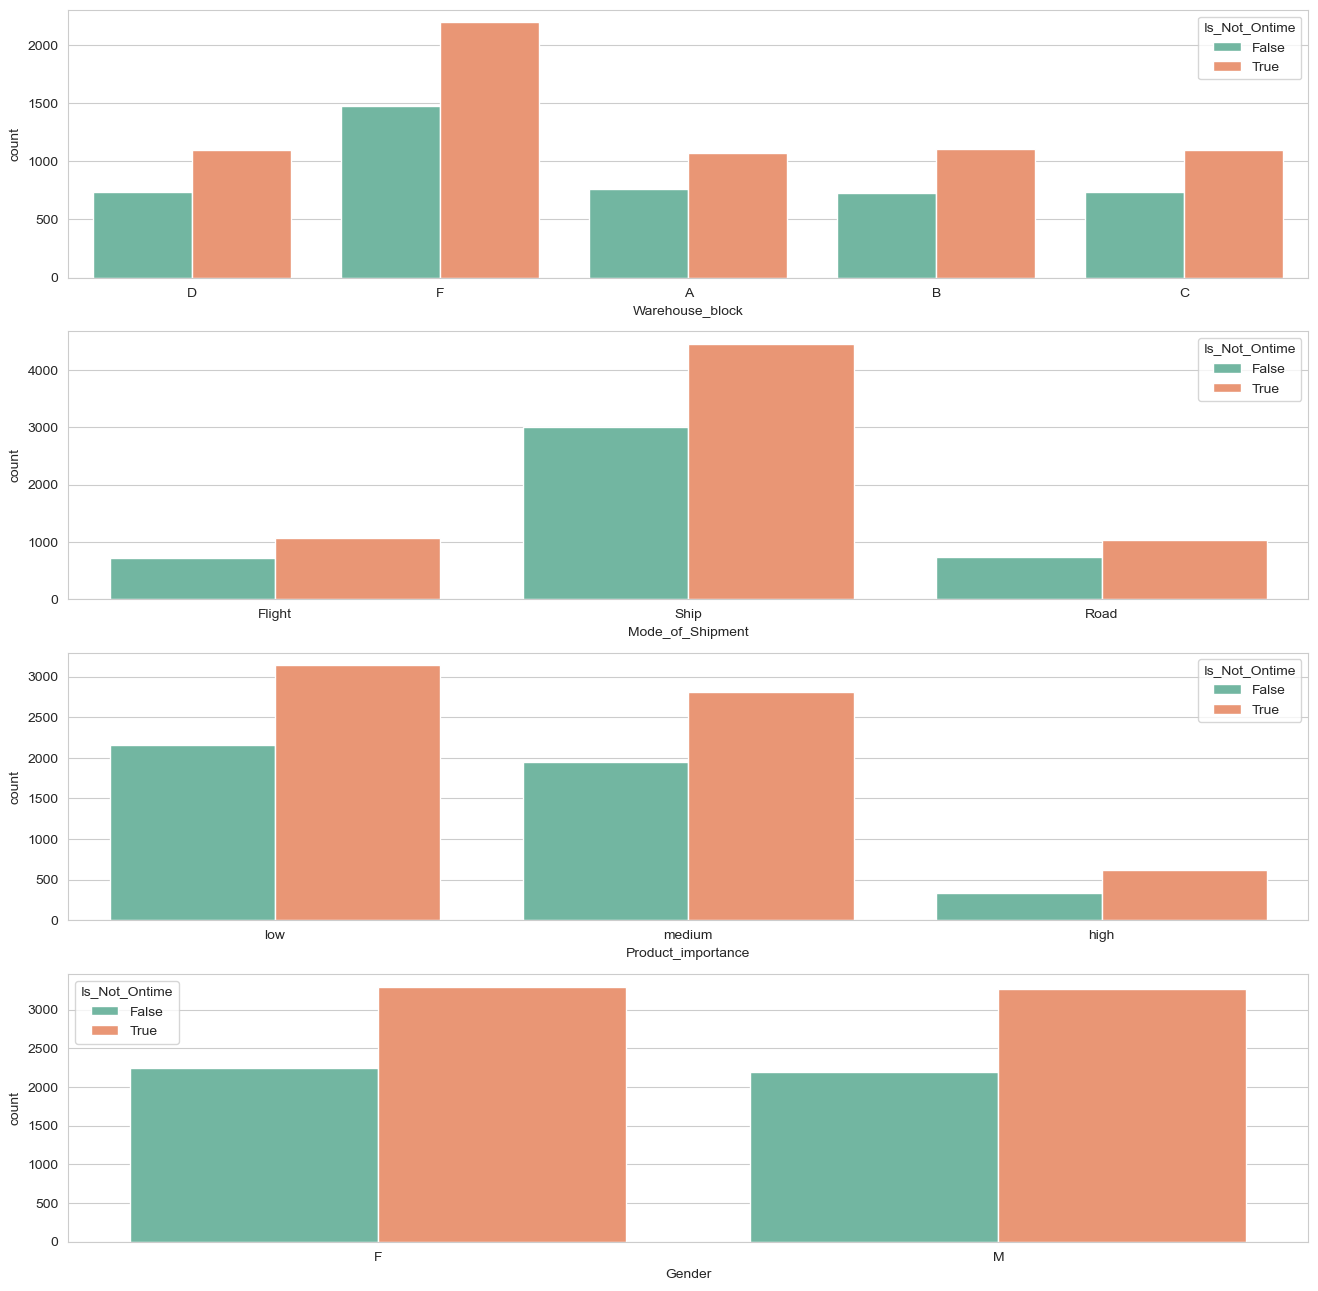 2000
1500
1000
500
0
count
Is_Not_Ontime
False
True
D F A B C
Warehouse_block
4000
3000
2000
1000
0
count
Is_Not_Ontime
False
True
Flight Ship Road
Mode_of_Shipment
3000
2500
2000
1500
1000
500
0
count
Is_Not_Ontime
False
True
low medium high
Product_importance
Is_Not_Ontime
False
True
3000
2500
2000
1500
1000
500
0
count
F M
Gender